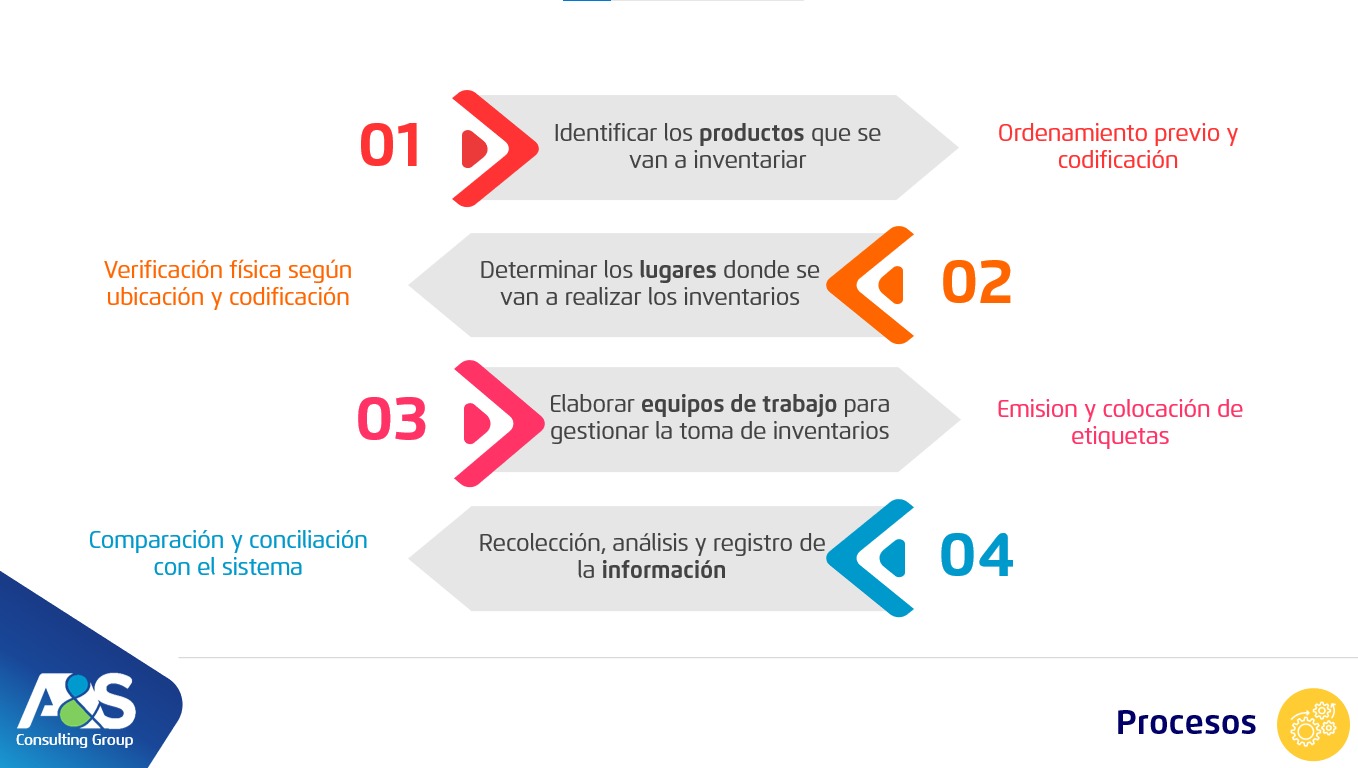 01
Identificar los productos que se
van a inventariar
Ordenamiento previo y
codificación
Verificación física según
ubicación y codificación
Determinar los lugares donde se
van a realizar los inventarios
02
03
Elaborar equipos de trabajo para
gestionar la toma de inventarios
Emision y colocación de
etiquetas
Comparación y conciliación
con el sistema
Recolección, análisis y registro de
la información
04
A&S
Consulting Group
Procesos